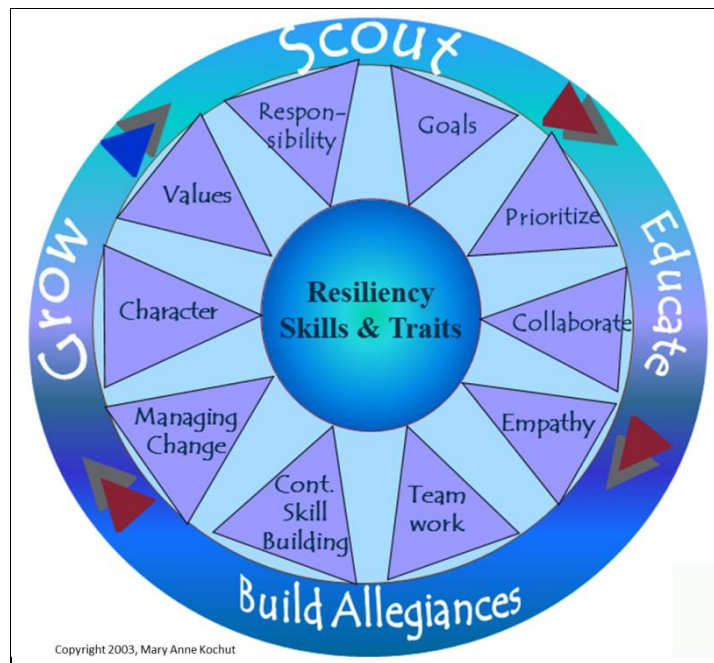 Scout
Respon-
sibility
Goals
Values
Prioritize
Grow
Educate
Resiliency
Skills & Traits
Character
Collaborate
Managing
Change
Empathy
Cont.
Skill
Building
Team
work
Build Allegiances
Copyright 2003, Mary Anne Kochut